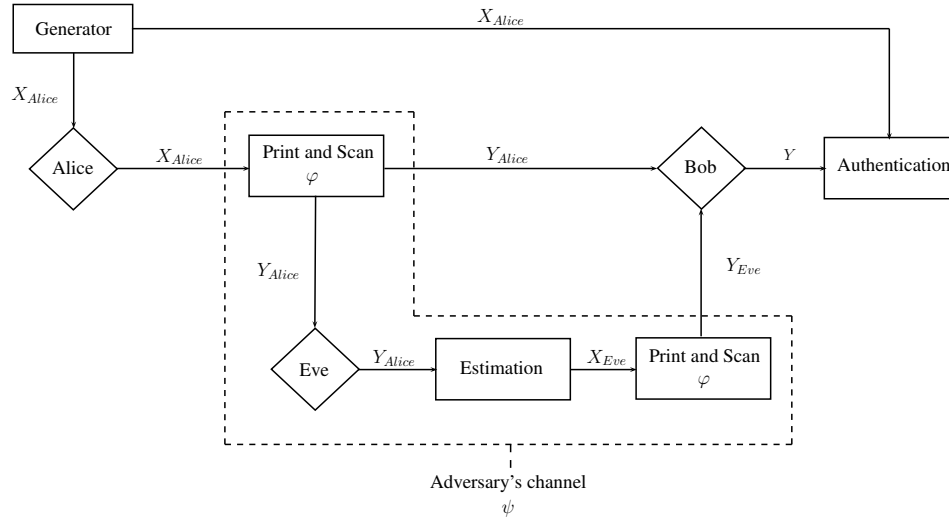 X_Alice
Generator
X_Alice
Alice
X_Alice
Print and Scan
φ
Y_Alice
Bob
Y
Authentication
Y_Alice
Y_Eve
Eve
Y_Alice
Estimation
X_Eve
Print and Scan
φ
Adversary's channel
ψ